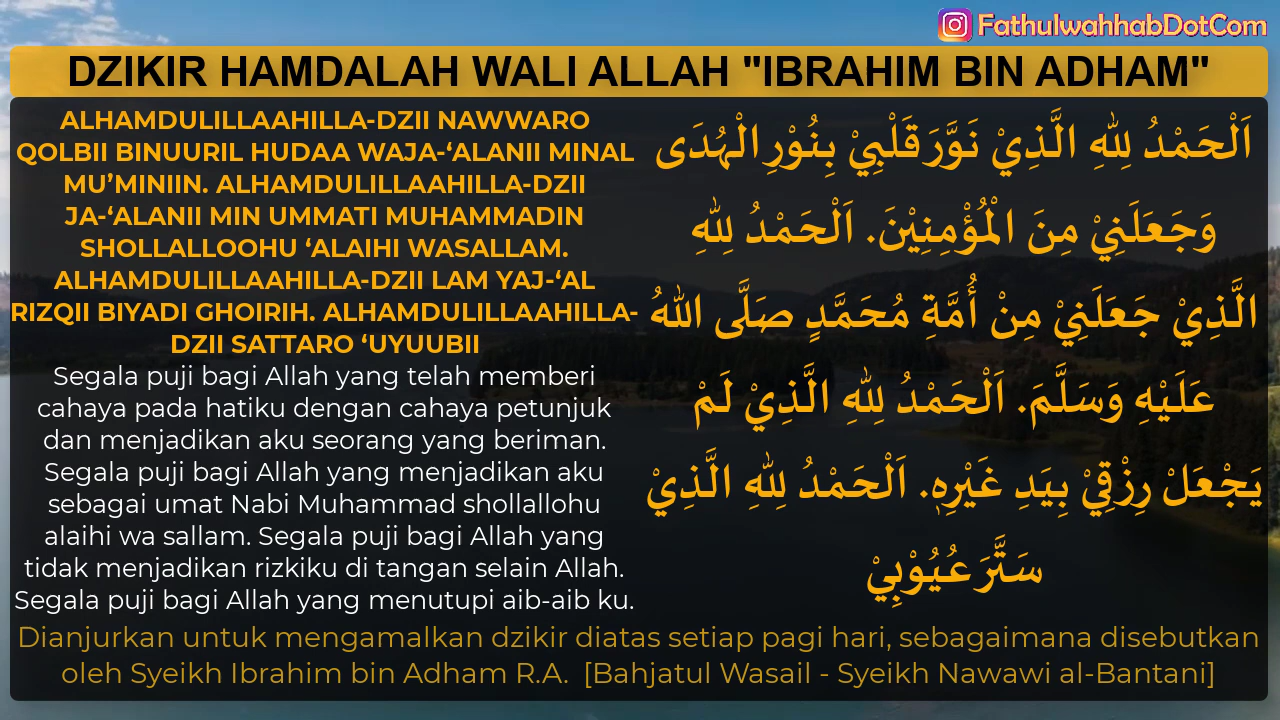 FathulwahhabDotCom
DZIKIR HAMDALAH WALI ALLAH "IBRAHIM BIN ADHAM"
ALHAMDULILLAAHILLA-DZII NAWWARO
QOLBII BINUURIL HUDAA WAJA-‘ALANII MINAL
MU’MINIIN. ALHAMDULILLAAHILLA-DZII
JA-‘ALANII MIN UMMATI MUHAMMADIN
SHOLLALLOOHU ‘ALAIHI WASALLAM.
ALHAMDULILLAAHILLA-DZII LAM YAJ-‘AL
RIZQII BIYADI GHOIRIH. ALHAMDULILLAAHILLA-
DZII SATTARO ‘UYUUBII
Segala puji bagi Allah yang telah memberi
cahaya pada hatiku dengan cahaya petunjuk
dan menjadikan aku seorang yang beriman.
Segala puji bagi Allah yang menjadikan aku
sebagai umat Nabi Muhammad shollallohu
alaihi wa sallam. Segala puji bagi Allah yang
tidak menjadikan rizkiku di tangan selain Allah.
Segala puji bagi Allah yang menutupi aib-aib ku.
اَلْحَمْدُ لِلّٰهِ الَّذِيْ نَوَّرَ قَلْبِيْ بِنُوْرِ الْهُدَى
وَجَعَلَنِيْ مِنَ الْمُؤْمِنِيْنَ. اَلْحَمْدُ لِلّٰهِ
الَّذِيْ جَعَلَنِيْ مِنْ أُمَّةِ مُحَمَّدٍ صَلَّى اللهُ
عَلَيْهِ وَسَلَّمَ. اَلْحَمْدُ لِلّٰهِ الَّذِيْ لَمْ
يَجْعَلْ رِزْقِيْ بِيَدِ غَيْرِهٖ. اَلْحَمْدُ لِلّٰهِ الَّذِيْ
سَتَّرَ عُيُوْبِيْ
Dianjurkan untuk mengamalkan dzikir diatas setiap pagi hari, sebagaimana disebutkan
oleh Syeikh Ibrahim bin Adham R.A. [Bahjatul Wasail - Syeikh Nawawi al-Bantani]